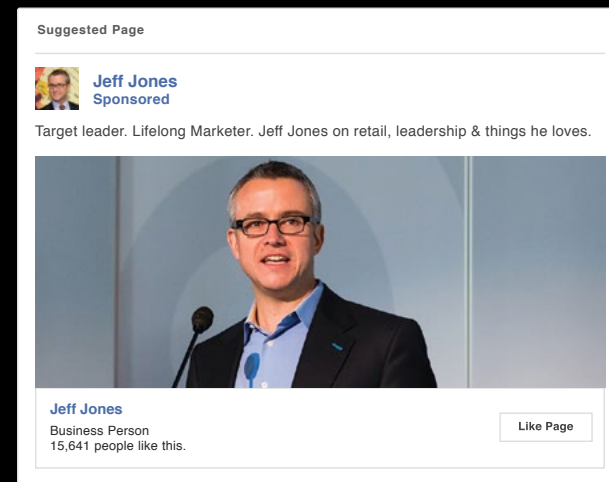 Suggested Page
Jeff Jones
Sponsored
Target leader. Lifelong Marketer. Jeff Jones on retail, leadership & things he loves.
Jeff Jones
Business Person
15,641 people like this.
Like Page